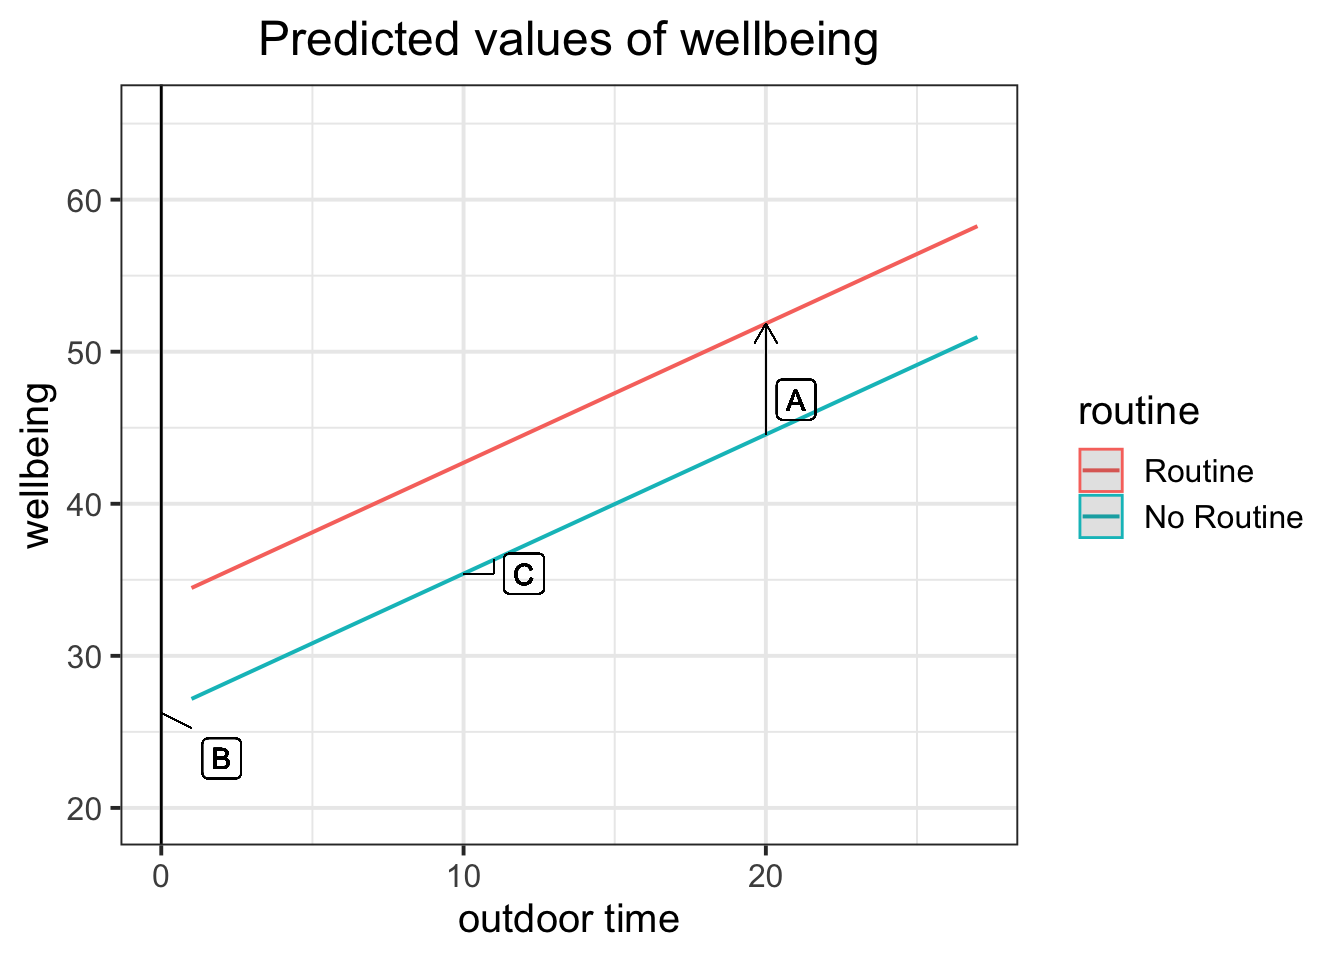 Predicted values of wellbeing
wellbeing
60
50
40
30
20
A
C
B
0
10
20
outdoor time
routine
Routine
No Routine